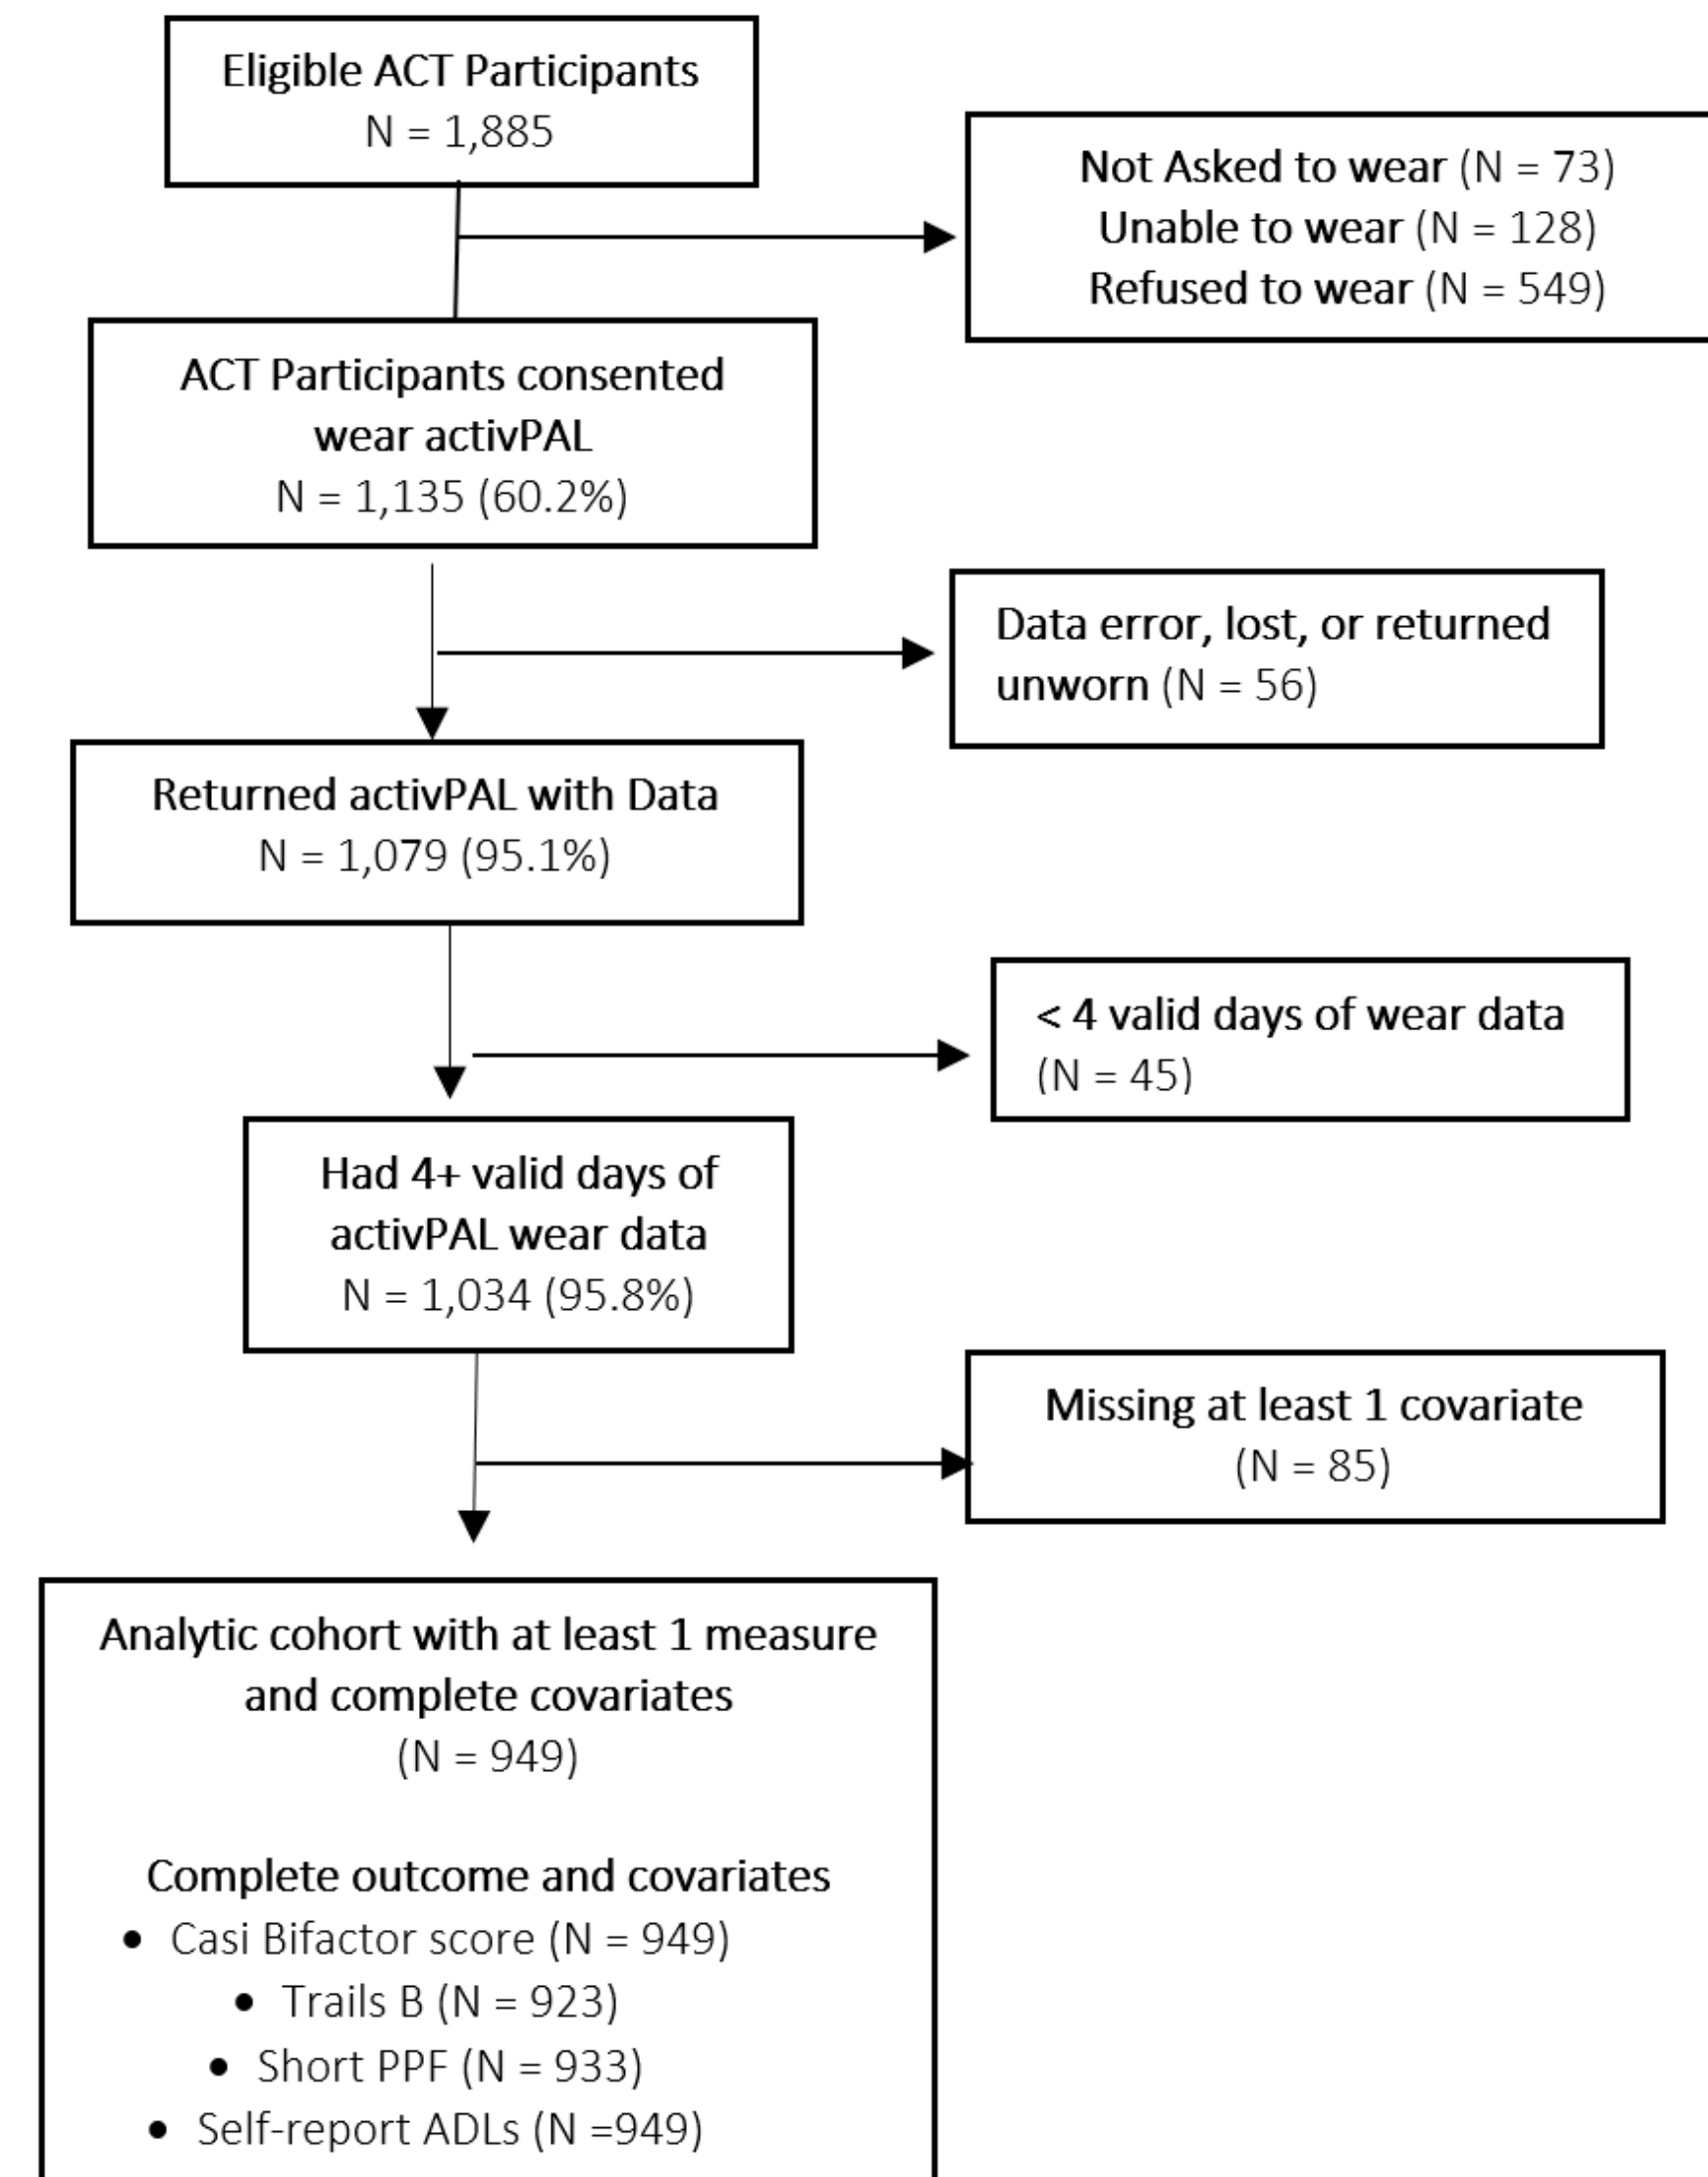 Eligible ACT Participants
N = 1,885
Not Asked to wear (N = 73)
Unable to wear (N = 128)
Refused to wear (N = 549)
ACT Participants consented
wear activPAL
N = 1,135 (60.2%)
Data error, lost, or returned
unworn (N = 56)
Returned activPAL with Data
N = 1,079 (95.1%)
< 4 valid days of wear data
(N = 45)
Had 4+ valid days of
activPAL wear data
N = 1,034 (95.8%)
Missing at least 1 covariate
(N = 85)
Analytic cohort with at least 1 measure
and complete covariates
(N = 949)
Complete outcome and covariates
• Casi Bifactor score (N = 949)
• Trails B (N = 923)
• Short PPF (N = 933)
• Self-report ADLs (N =949)